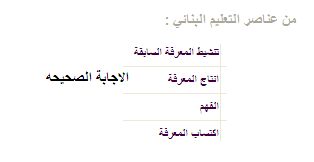 من عناصر التعليم البنائي :
تنشيط المعرفة السابقة
انتاج المعرفة الاجابة الصحيحه
الفهم
اكتساب المعرفة